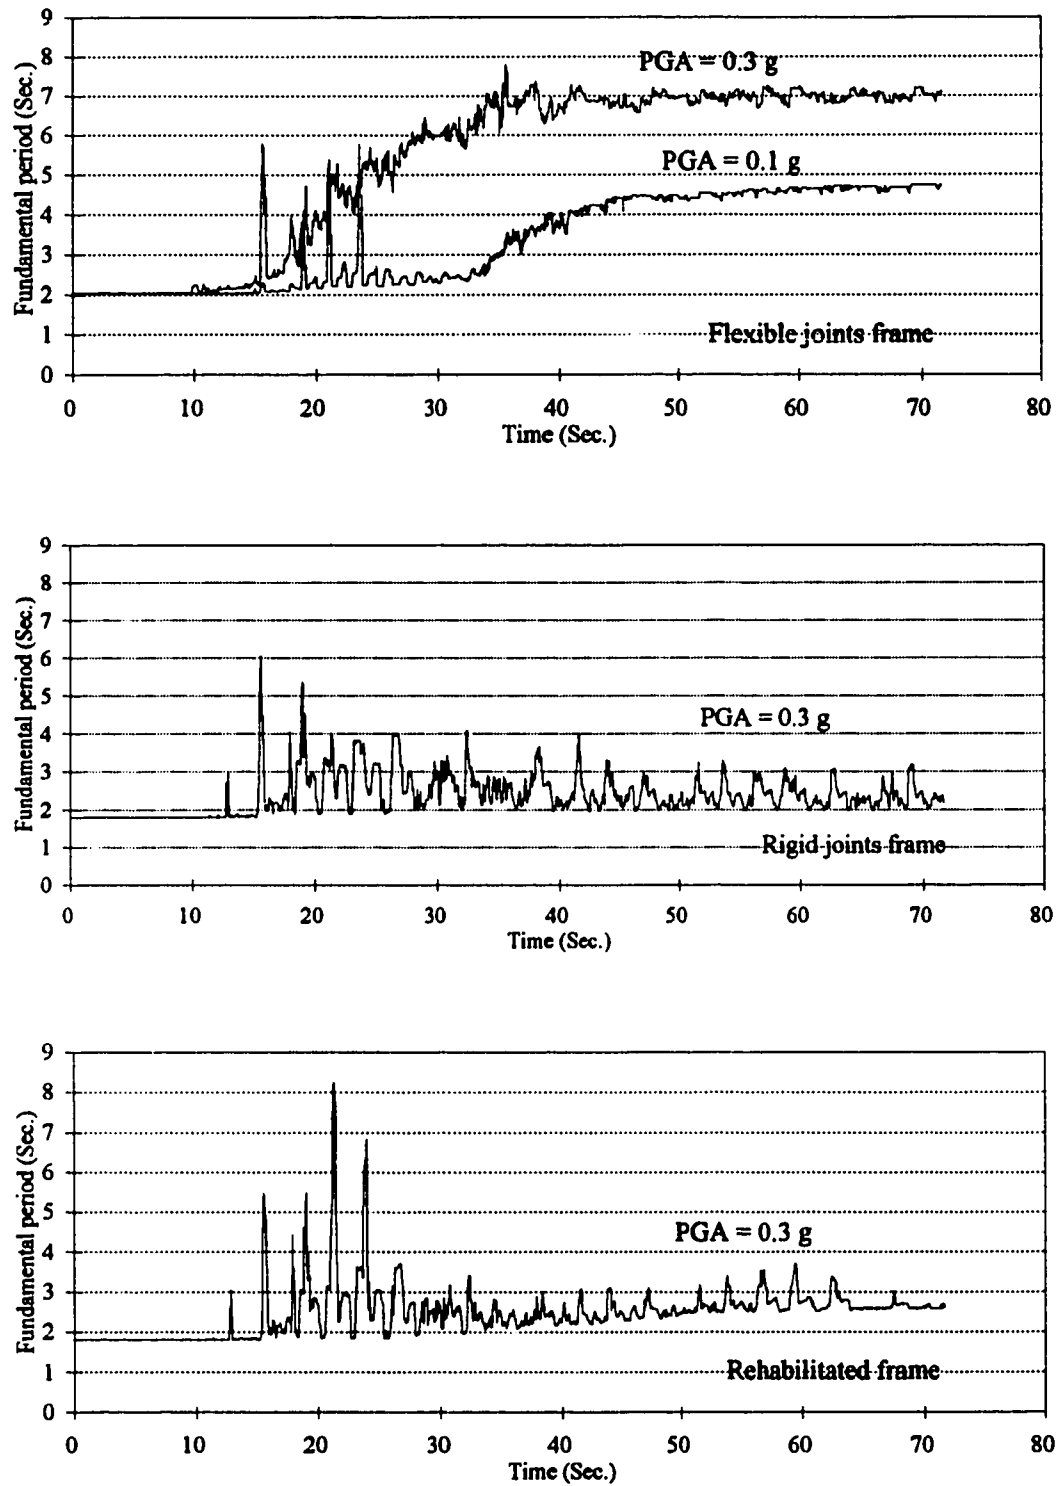 9
8
7
6
5
4
3
2
1
0
Fundamental period (Sec.)
PGA = 0.3 g
PGA = 0.1 g
Flexible joints frame
0 10 20 30 40 50 60 70 80
Time (Sec.)
9
8
7
6
5
4
3
2
1
0
Fundamental period (Sec.)
PGA = 0.3 g
Rigid joints frame
0 10 20 30 40 50 60 70 80
Time (Sec.)
9
8
7
6
5
4
3
2
1
0
Fundamental period (Sec.)
PGA = 0.3 g
Rehabilitated frame
0 10 20 30 40 50 60 70 80
Time (Sec.)